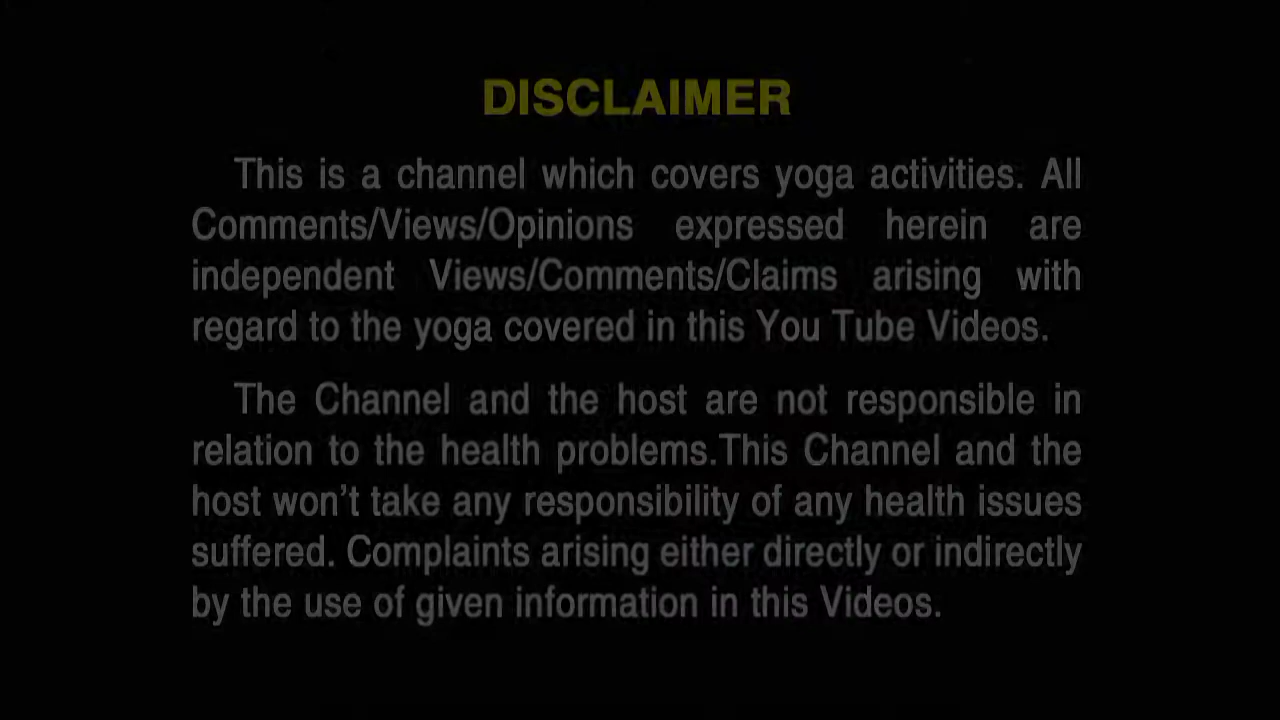 DISCLAIMER
This is a channel which covers yoga activities. All
Comments/Views/Opinions expressed herein are
independent Views/Comments/Claims arising with
regard to the yoga covered in this You Tube Videos.
The Channel and the host are not responsible in
relation to the health problems.This Channel and the
host won't take any responsibility of any health issues
suffered. Complaints arising either directly or indirectly
by the use of given information in this Videos.